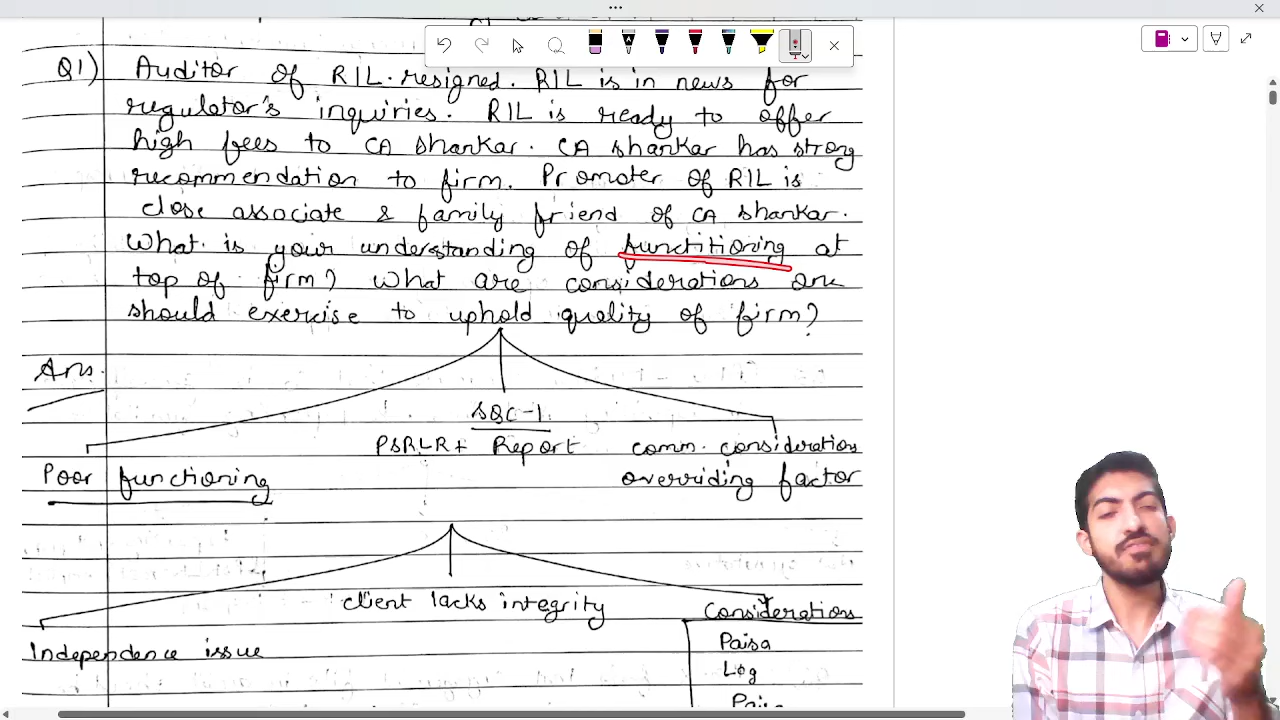 Q1) Auditor of RIL resigned. RIL is in news for
regulator's inquiries. RIL is ready to offer
high fees to CA Shankar. CA Shankar has strong
recommendation to firm. Promoter of RIL is
close associate & family friend of CA Shankar.
What is your understanding of functitioning at
top of firm? What are considerations one
should exercise to uphold quality of firm?
Ans.
SQC-1
PSRLR+ Report
comm. consideration
overriding factor
Poor functioning
client lacks integrity
Considerations
Independence issue
Paisa
Log